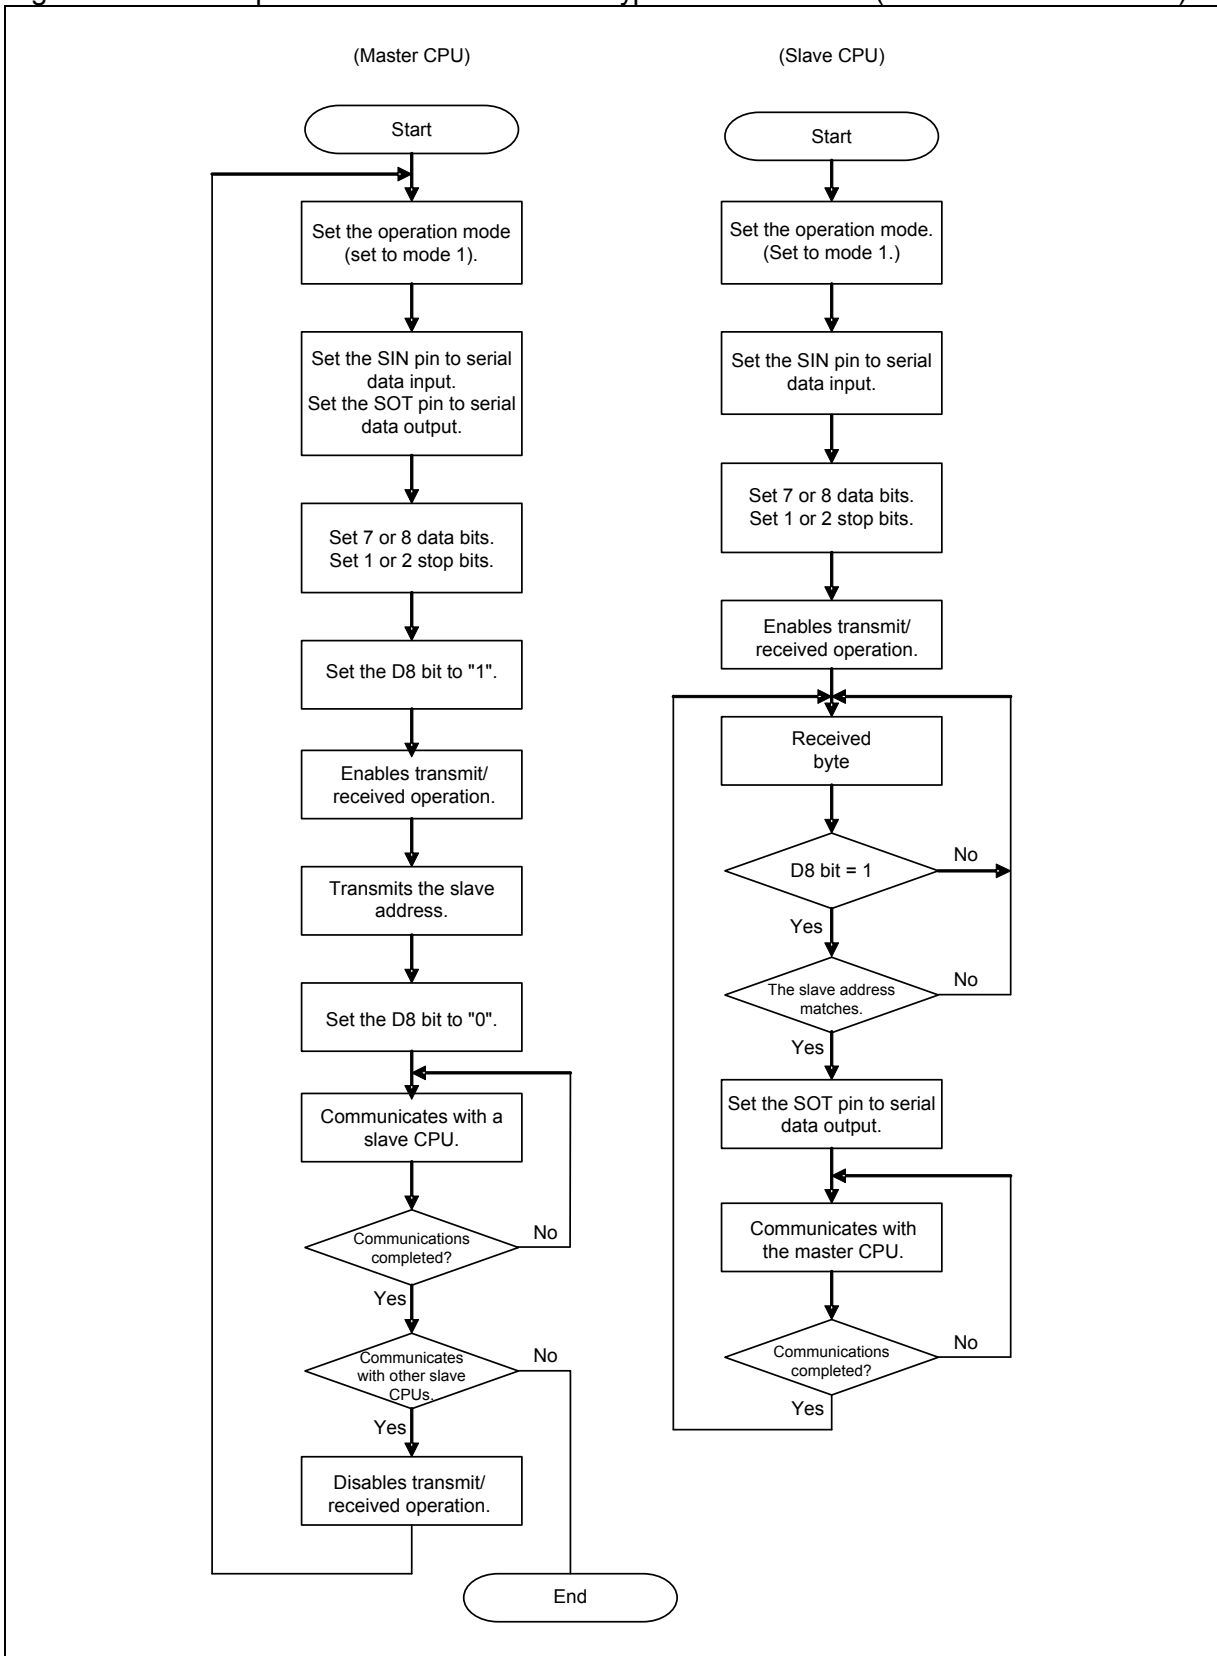 (Master CPU)
Start
Set the operation mode
(set to mode 1).
Set the SIN pin to serial
data input.
Set the SOT pin to serial
data output.
Set 7 or 8 data bits.
Set 1 or 2 stop bits.
Set the D8 bit to "1".
Enables transmit/
received operation.
Transmits the slave
address.
Set the D8 bit to "0".
Communicates with a
slave CPU.
Communications
completed?
No
Yes
Communicates
with other slave
CPUs.
No
Yes
Disables transmit/
received operation.
End
(Slave CPU)
Start
Set the operation mode.
(Set to mode 1.)
Set the SIN pin to serial
data input.
Set 7 or 8 data bits.
Set 1 or 2 stop bits.
Enables transmit/
received operation.
Received
byte
D8 bit = 1
No
Yes
The slave address
matches.
No
Yes
Set the SOT pin to serial
data output.
Communicates with
the master CPU.
Communications
completed?
No
Yes